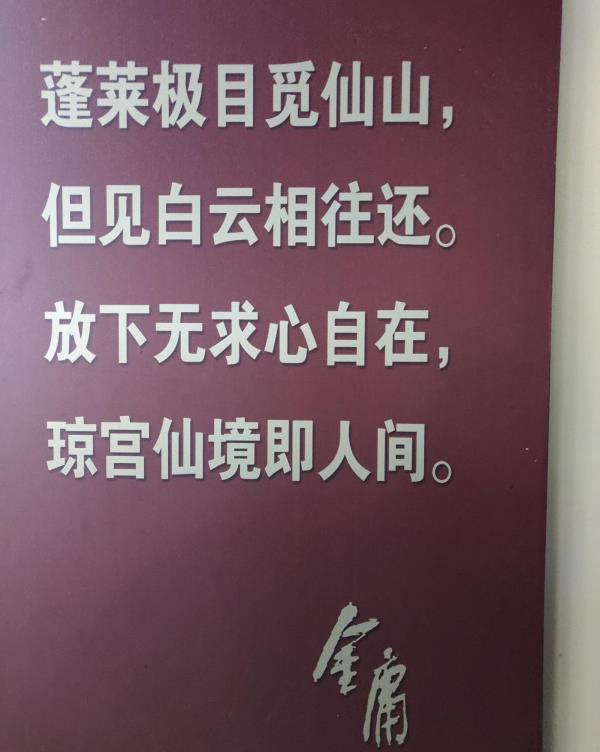 蓬莱极目觅仙山，
但见白云相往还。
放下无求心自在，
琼宫仙境即人间。
金庸